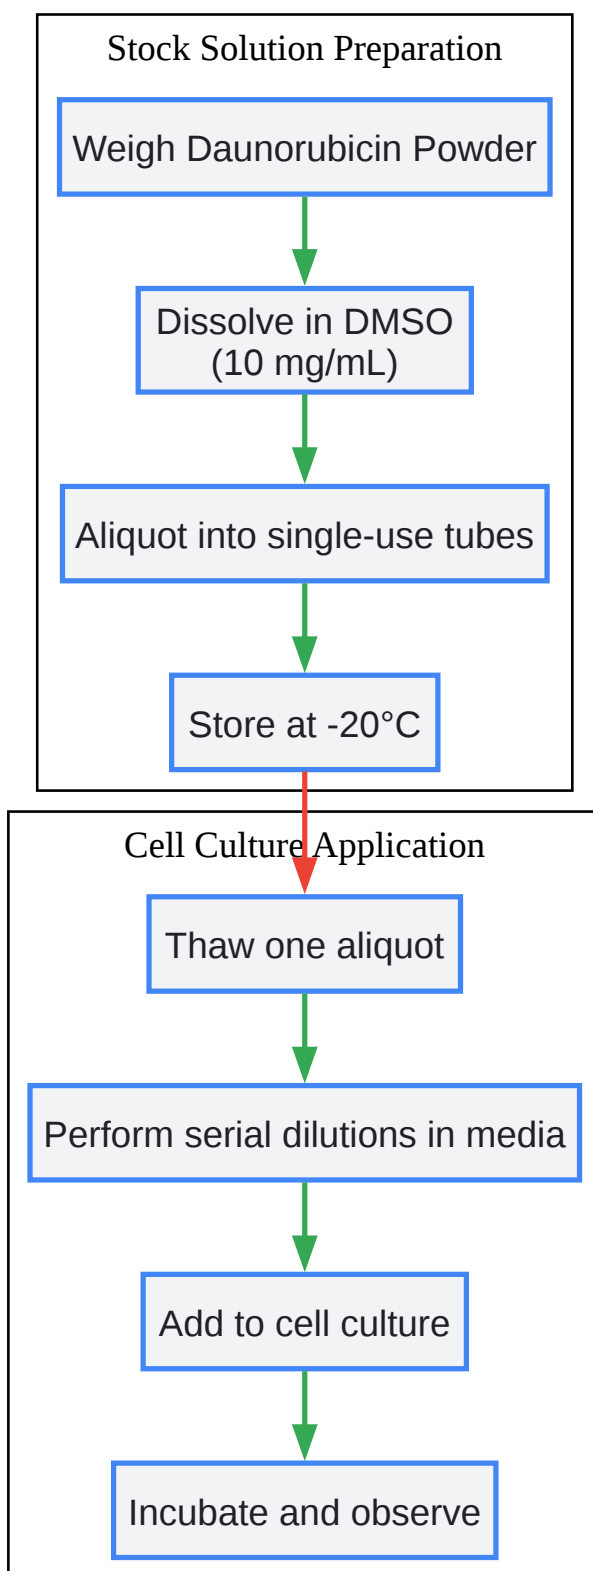 Stock Solution Preparation
Weigh Daunorubicin Powder
Dissolve in DMSO
(10 mg/mL)
Aliquot into single-use tubes
Store at -20°C
Cell Culture Application
Thaw one aliquot
Perform serial dilutions in media
Add to cell culture
Incubate and observe